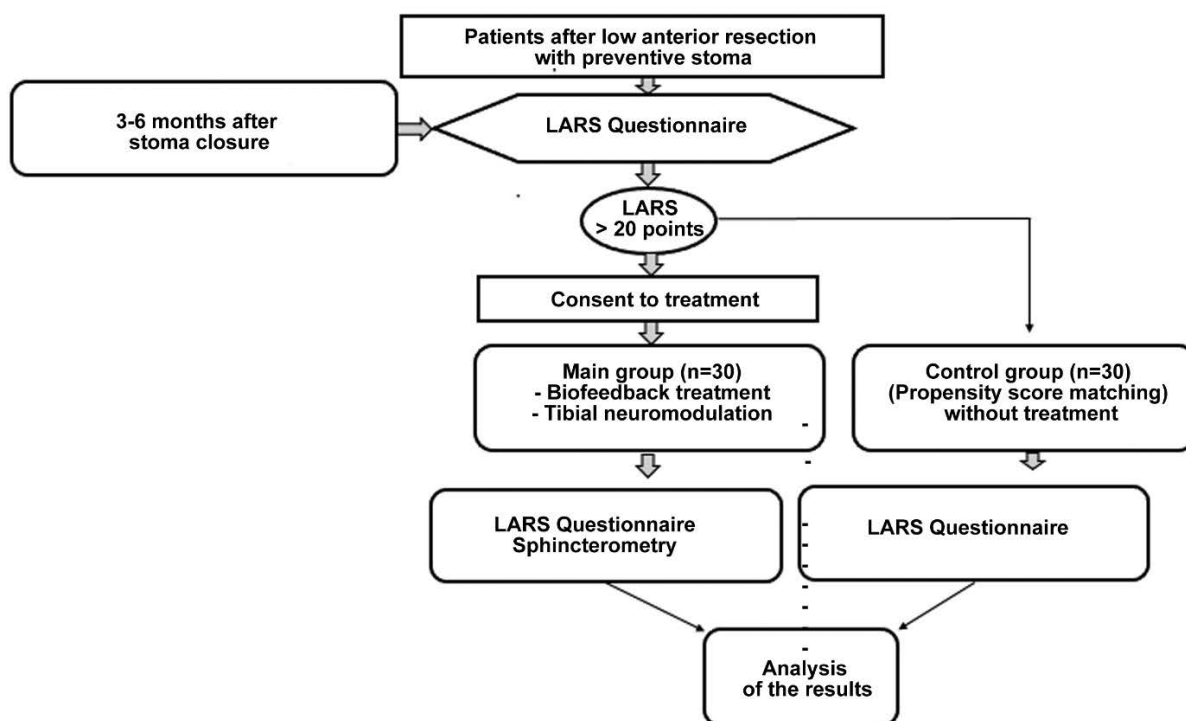 Patients after low anterior resection
with preventive stoma
3-6 months after
stoma closure
LARS Questionnaire
LARS
> 20 points
Consent to treatment
Main group (n=30)
- Biofeedback treatment
- Tibial neuromodulation
Control group (n=30)
(Propensity score matching)
without treatment
LARS Questionnaire
Sphincterometry
LARS Questionnaire
Analysis
of the results